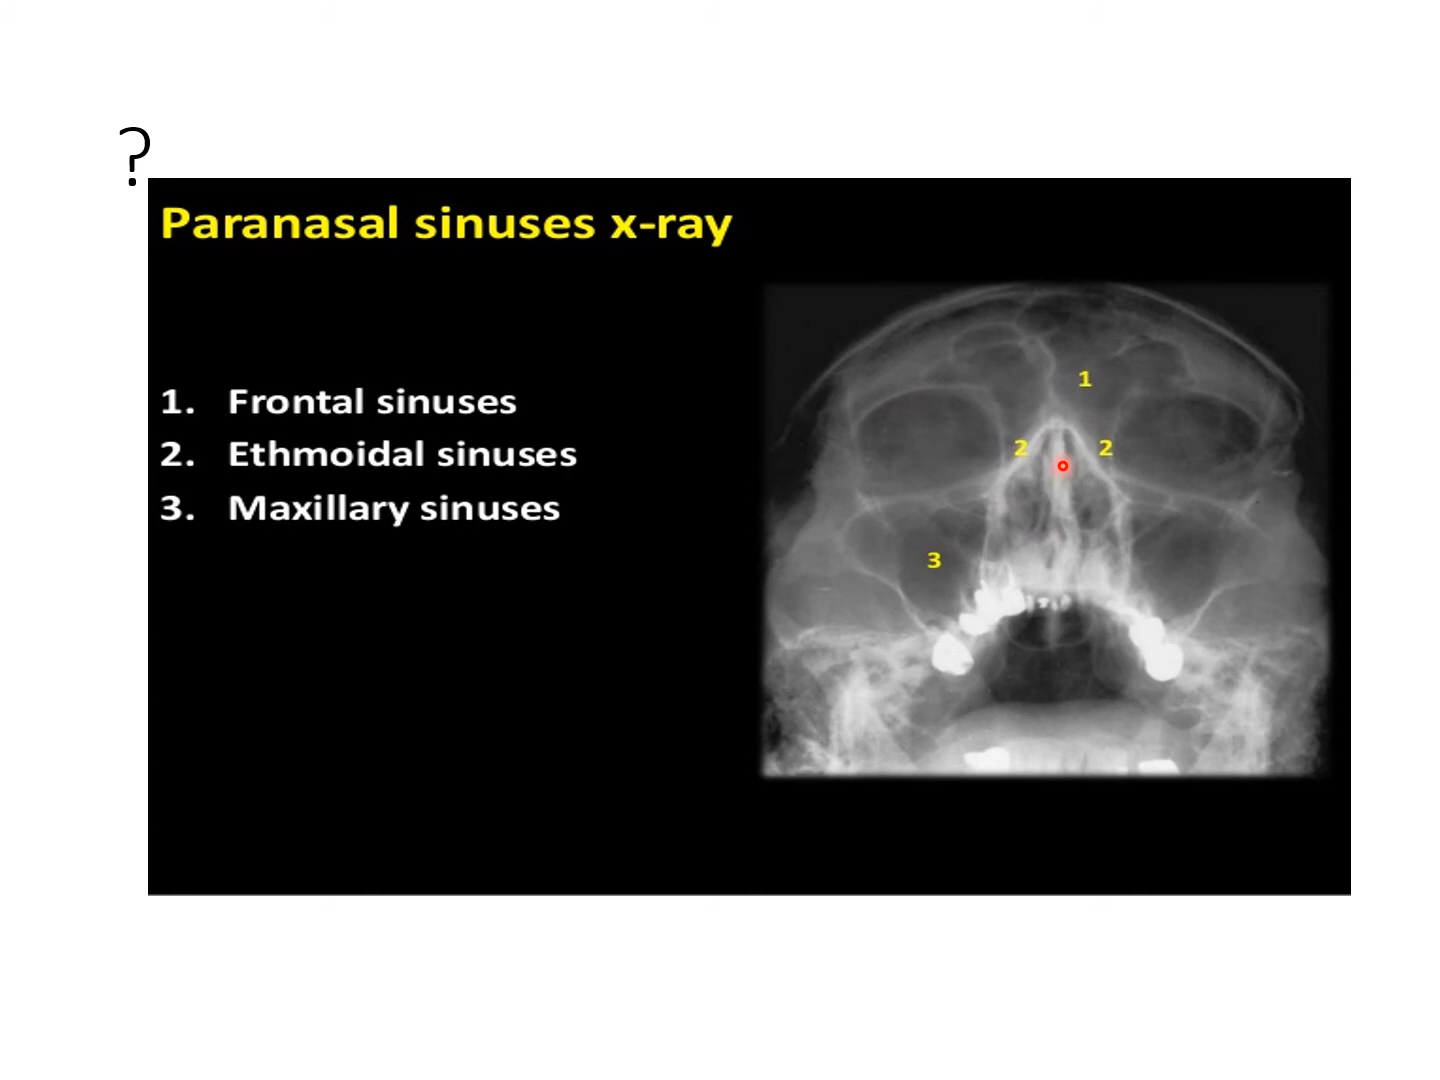 ?
Paranasal sinuses x-ray
1. Frontal sinuses
2. Ethmoidal sinuses
3. Maxillary sinuses
1
2 2
3